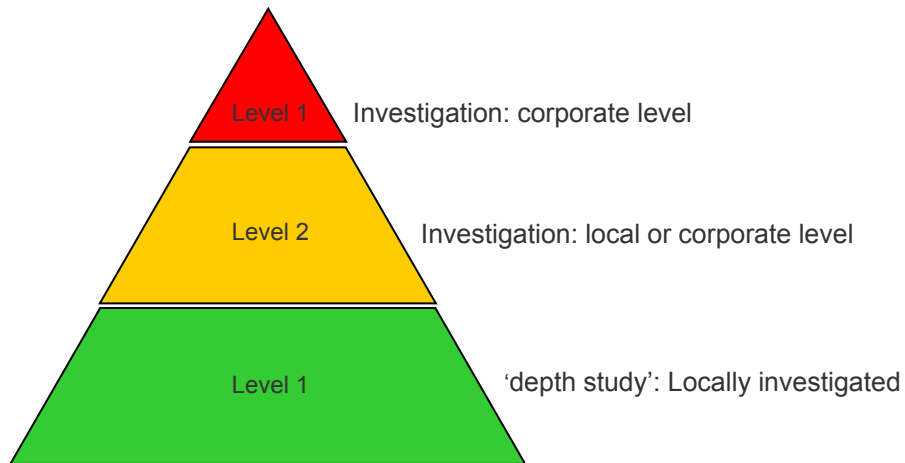 Level 1 Investigation: corporate level
Level 2 Investigation: local or corporate level
Level 1 ‘depth study’: Locally investigated